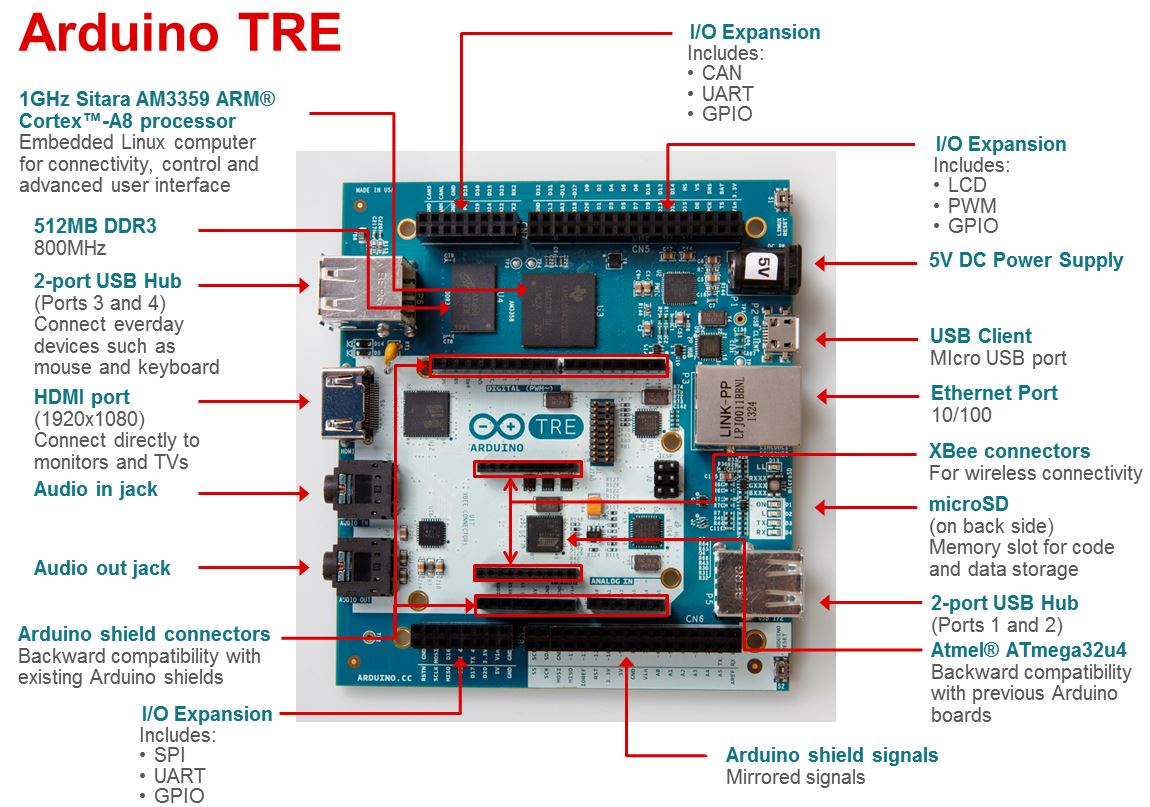 Arduino TRE
1GHz Sitara AM3359 ARM®
Cortex™-A8 processor
Embedded Linux computer
for connectivity, control and
advanced user interface
512MB DDR3
800MHz
2-port USB Hub
(Ports 3 and 4)
Connect everday
devices such as
mouse and keyboard
HDMI port
(1920x1080)
Connect directly to
monitors and TVs
Audio in jack
Audio out jack
Arduino shield connectors
Backward compatibility with
existing Arduino shields
I/O Expansion
Includes:
• SPI
• UART
• GPIO
I/O Expansion
Includes:
• CAN
• UART
• GPIO
I/O Expansion
Includes:
• LCD
• PWM
• GPIO
5V DC Power Supply
USB Client
MIcro USB port
Ethernet Port
10/100
XBee connectors
For wireless connectivity
microSD
(on back side)
Memory slot for code
and data storage
2-port USB Hub
(Ports 1 and 2)
Atmel® ATmega32u4
Backward compatibility
with previous Arduino
boards
Arduino shield signals
Mirrored signals
MADE IN USA
CN5
5V
LINK-PP
LPJ0011BBNL
1324
DIGITAL (PWM~)
TRE
ARDUINO
HDMI
AUDIO IN
AUDIO OUT
XBEE CONNECTORS
ANALOG IN
CN6
ARDUINO.CC